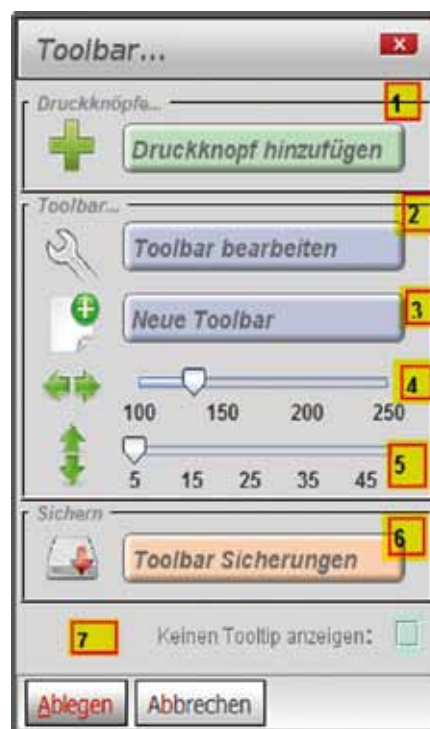 Toolbar...
Druckknöpfe...
1
Druckknopf hinzufügen
Toolbar...
2
Toolbar bearbeiten
Neue Toolbar
3
4
100 150 200 250
5 15 25 35 45
5
Sichern
6
Toolbar Sicherungen
7
Keinen Tooltip anzeigen:
Ablegen Abbrechen